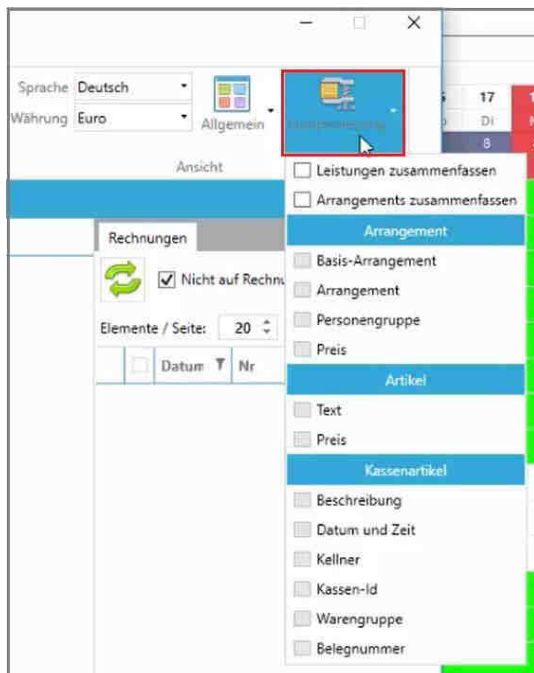 Sprache Deutsch
Währung Euro
Allgemein
Ansicht
17
Di
8
Leistungen zusammenfassen
Arrangements zusammenfassen
Arrangement
Basis-Arrangement
Arrangement
Personengruppe
Preis
Artikel
Text
Preis
Kassenartikel
Beschreibung
Datum und Zeit
Kellner
Kassen-Id
Warengruppe
Belegnummer
Rechnungen
Nicht auf Rechnu
Elemente / Seite: 20
Datum Nr